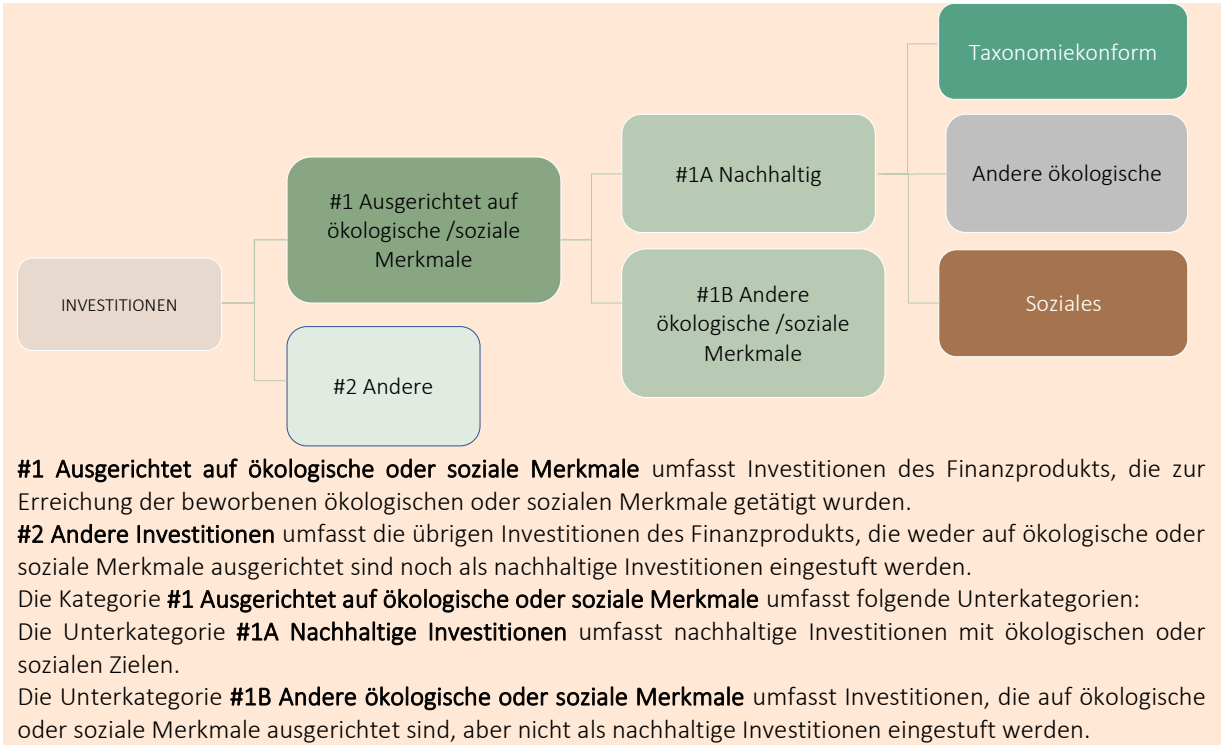 Taxonomiekonform
#1A Nachhaltig
Andere ökologische
#1 Ausgerichtet auf
ökologische /soziale
Merkmale
INVESTITIONEN
#1B Andere
ökologische /soziale
Merkmale
Soziales
#2 Andere
#1 Ausgerichtet auf ökologische oder soziale Merkmale umfasst Investitionen des Finanzprodukts, die zur
Erreichung der beworbenen ökologischen oder sozialen Merkmale getätigt wurden.
#2 Andere Investitionen umfasst die übrigen Investitionen des Finanzprodukts, die weder auf ökologische oder
soziale Merkmale ausgerichtet sind noch als nachhaltige Investitionen eingestuft werden.
Die Kategorie #1 Ausgerichtet auf ökologische oder soziale Merkmale umfasst folgende Unterkategorien:
Die Unterkategorie #1A Nachhaltige Investitionen umfasst nachhaltige Investitionen mit ökologischen oder
sozialen Zielen.
Die Unterkategorie #1B Andere ökologische oder soziale Merkmale umfasst Investitionen, die auf ökologische
oder soziale Merkmale ausgerichtet sind, aber nicht als nachhaltige Investitionen eingestuft werden.